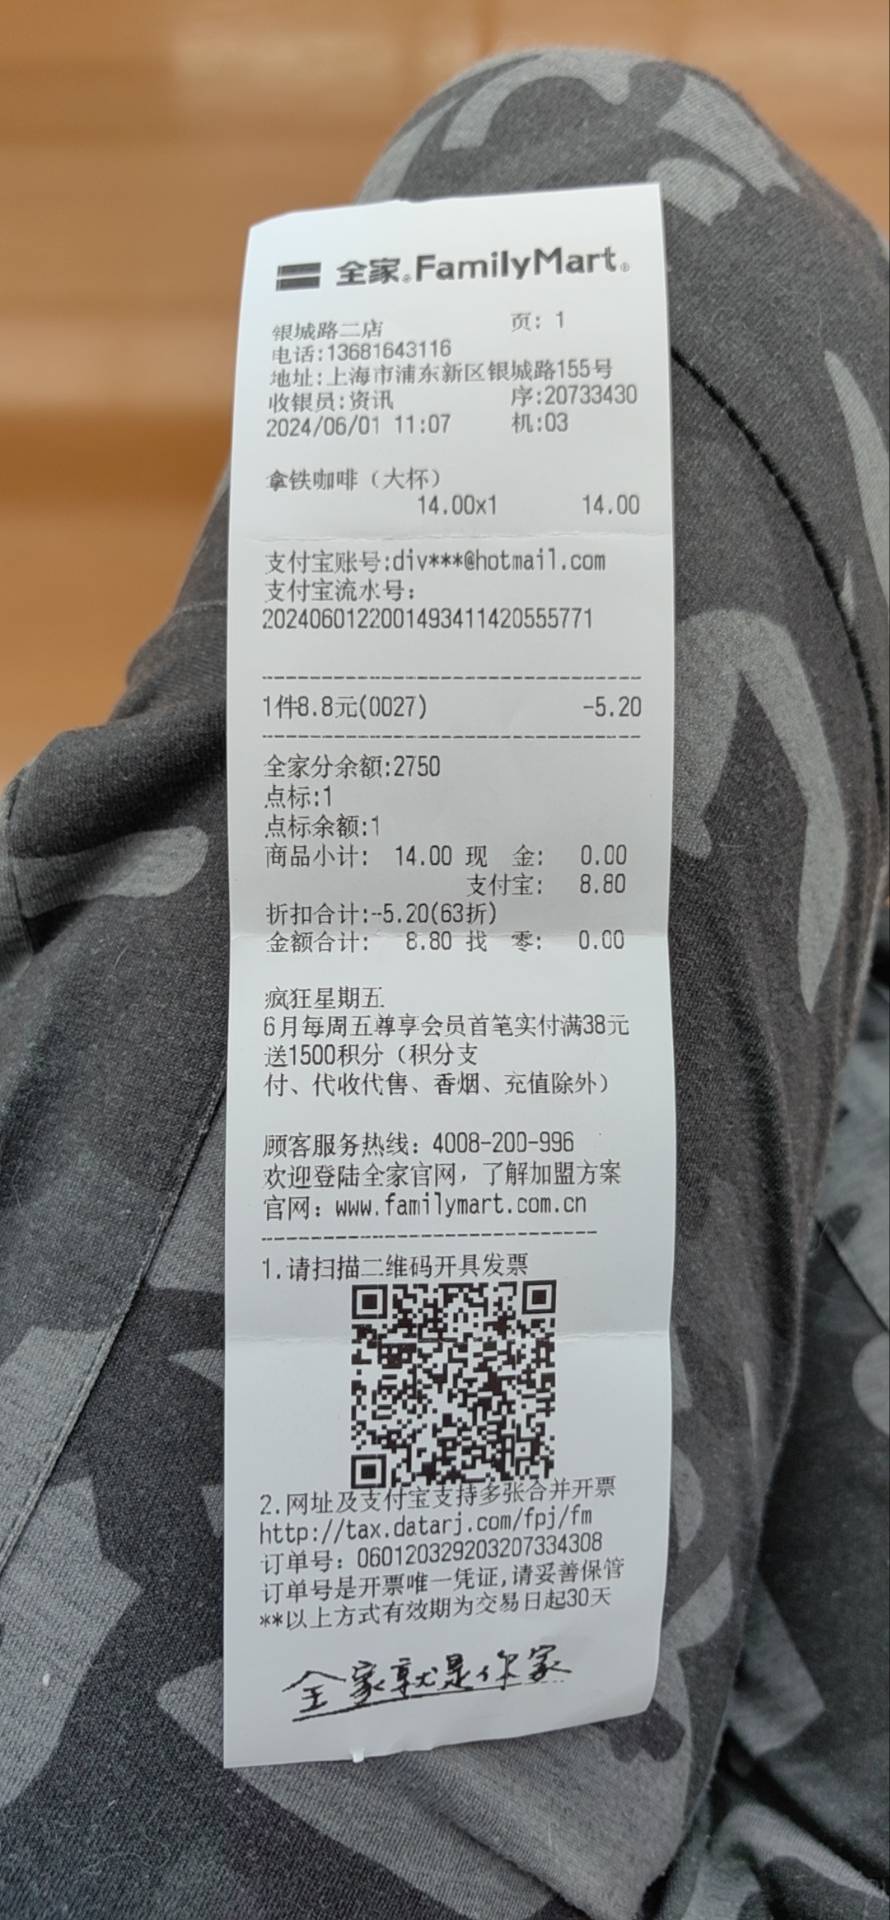 全家 FamilyMart
银城路二店 页: 1
电话:13681643116
地址:上海市浦东新区银城路155号
收银员:资讯 序:20733430
2024/06/01 11:07 机:03
拿铁咖啡（大杯）
14.00x1 14.00
支付宝账号:div***@hotmail.com
支付宝流水号:
2024060122001493411420555771
1件8.8元(0027) -5.20
全家分余额:2750
点标:1
点标余额:1
商品小计: 14.00 现 金: 0.00
支付宝: 8.80
折扣合计:-5.20(63折)
金额合计: 8.80 找 零: 0.00
疯狂星期五
6月每周五尊享会员首笔实付满38元
送1500积分（积分支
付、代收代售、香烟、充值除外）
顾客服务热线: 4008-200-996
欢迎登陆全家官网，了解加盟方案
官网: www.familymart.com.cn
1.请扫描二维码开具发票
2.网址及支付宝支持多张合并开票
http://tax.datarj.com/fpj/fm
订单号: 060120329203207334308
订单号是开票唯一凭证,请妥善保管
**以上方式有效期为交易日起30天
全家就是你家